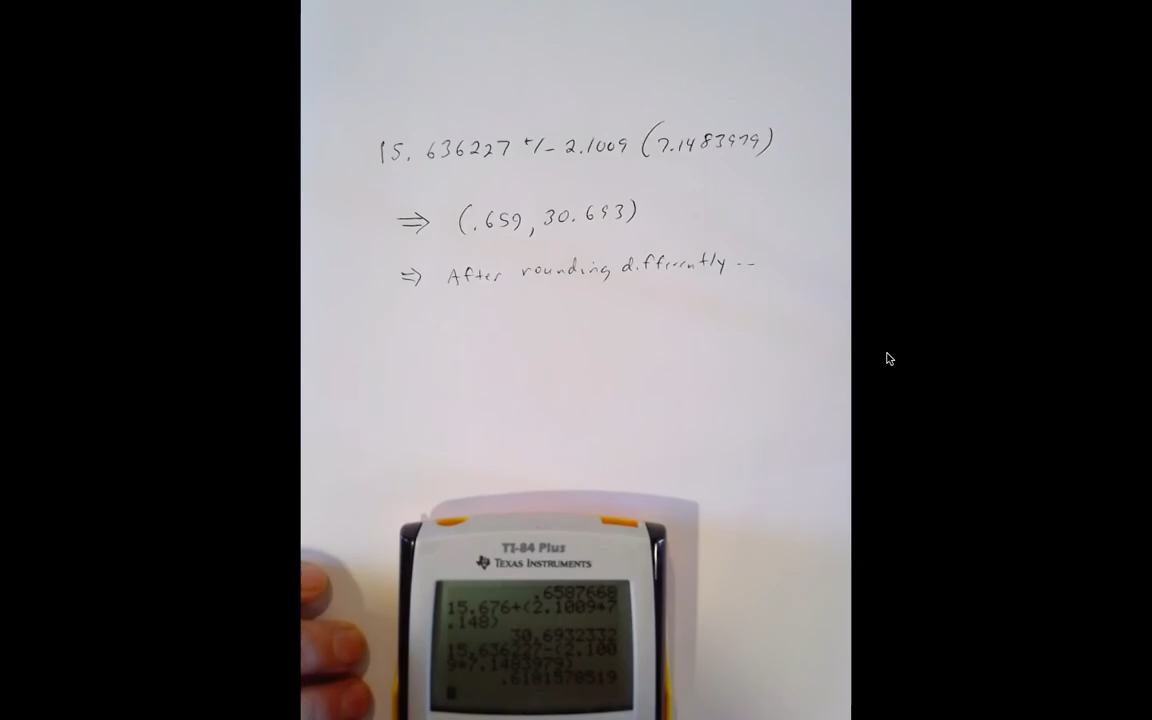 15.636227 +/- 2.1009 (7.1483979)
⇒ (.659, 30.693)
⇒ After rounding differently --
TI-84 Plus
TEXAS INSTRUMENTS
.6587668
15.676+(2.1009*7
.148)
30.6932332
15.636227-(2.100
9*7.1483979)
.6181570519